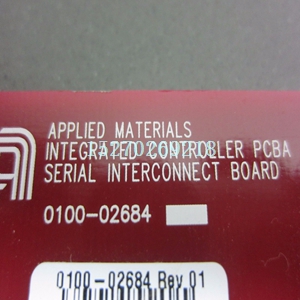 APPLIED MATERIALS
INTEGRATED CONTROLLER PCBA
SERIAL INTERCONNECT BOARD
0100-02684
0100-02684 Rev 01